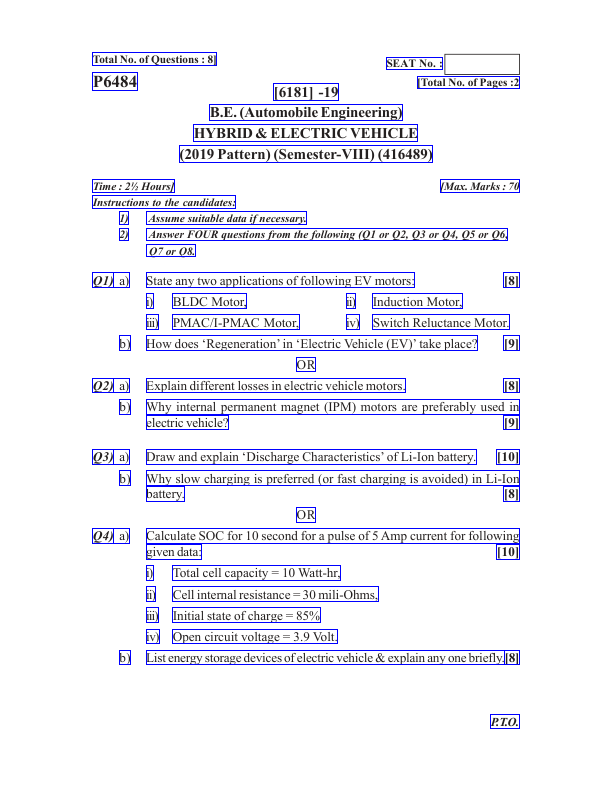 Total No. of Questions : 8]
SEAT No. :
P6484
[Total No. of Pages :2
[6181] -19
B.E. (Automobile Engineering)
HYBRID & ELECTRIC VEHICLE
(2019 Pattern) (Semester-VIII) (416489)
Time : 2½ Hours] [Max. Marks : 70
Instructions to the candidates:
1) Assume suitable data if necessary.
2) Answer FOUR questions from the following (Q1 or Q2, Q3 or Q4, Q5 or Q6,
Q7 or Q8.
Q1) a) State any two applications of following EV motors: [8]
i) BLDC Motor, ii) Induction Motor,
iii) PMAC/I-PMAC Motor, iv) Switch Reluctance Motor.
b) How does ‘Regeneration’ in ‘Electric Vehicle (EV)’ take place? [9]
OR
Q2) a) Explain different losses in electric vehicle motors. [8]
b) Why internal permanent magnet (IPM) motors are preferably used in
electric vehicle? [9]
Q3) a) Draw and explain ‘Discharge Characteristics’ of Li-Ion battery. [10]
b) Why slow charging is preferred (or fast charging is avoided) in Li-Ion
battery. [8]
OR
Q4) a) Calculate SOC for 10 second for a pulse of 5 Amp current for following
given data: [10]
i) Total cell capacity = 10 Watt-hr,
ii) Cell internal resistance = 30 mili-Ohms,
iii) Initial state of charge = 85%
iv) Open circuit voltage = 3.9 Volt,
b) List energy storage devices of electric vehicle & explain any one briefly. [8]
P.T.O.